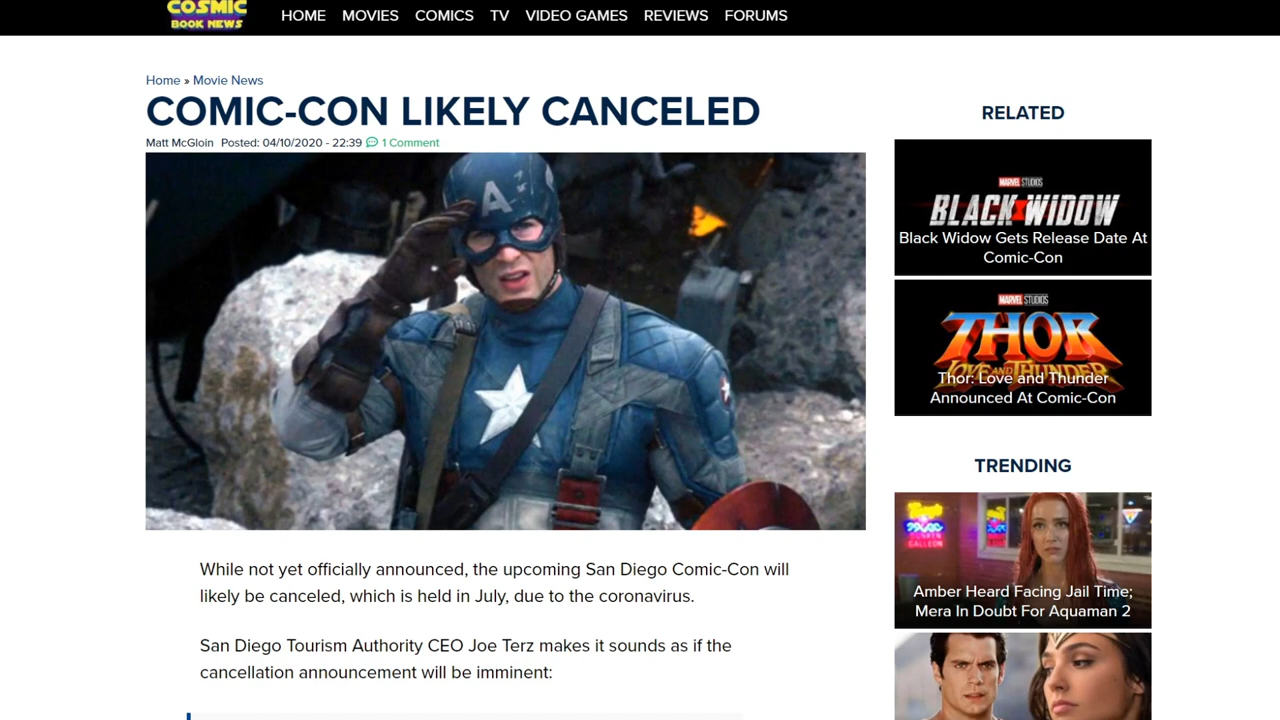 COSMIC
BOOK NEWS
HOME MOVIES COMICS TV VIDEO GAMES REVIEWS FORUMS
Home » Movie News
COMIC-CON LIKELY CANCELED
Matt McGloin Posted: 04/10/2020 - 22:39 1 Comment
A
While not yet officially announced, the upcoming San Diego Comic-Con will
likely be canceled, which is held in July, due to the coronavirus.
San Diego Tourism Authority CEO Joe Terz makes it sounds as if the
cancellation announcement will be imminent:
RELATED
MARVEL STUDIOS
BLACK WIDOW
Black Widow Gets Release Date At
Comic-Con
MARVEL STUDIOS
THOR
LOVE AND THUNDER
Thor: Love and Thunder
Announced At Comic-Con
TRENDING
Amber Heard Facing Jail Time;
Mera In Doubt For Aquaman 2